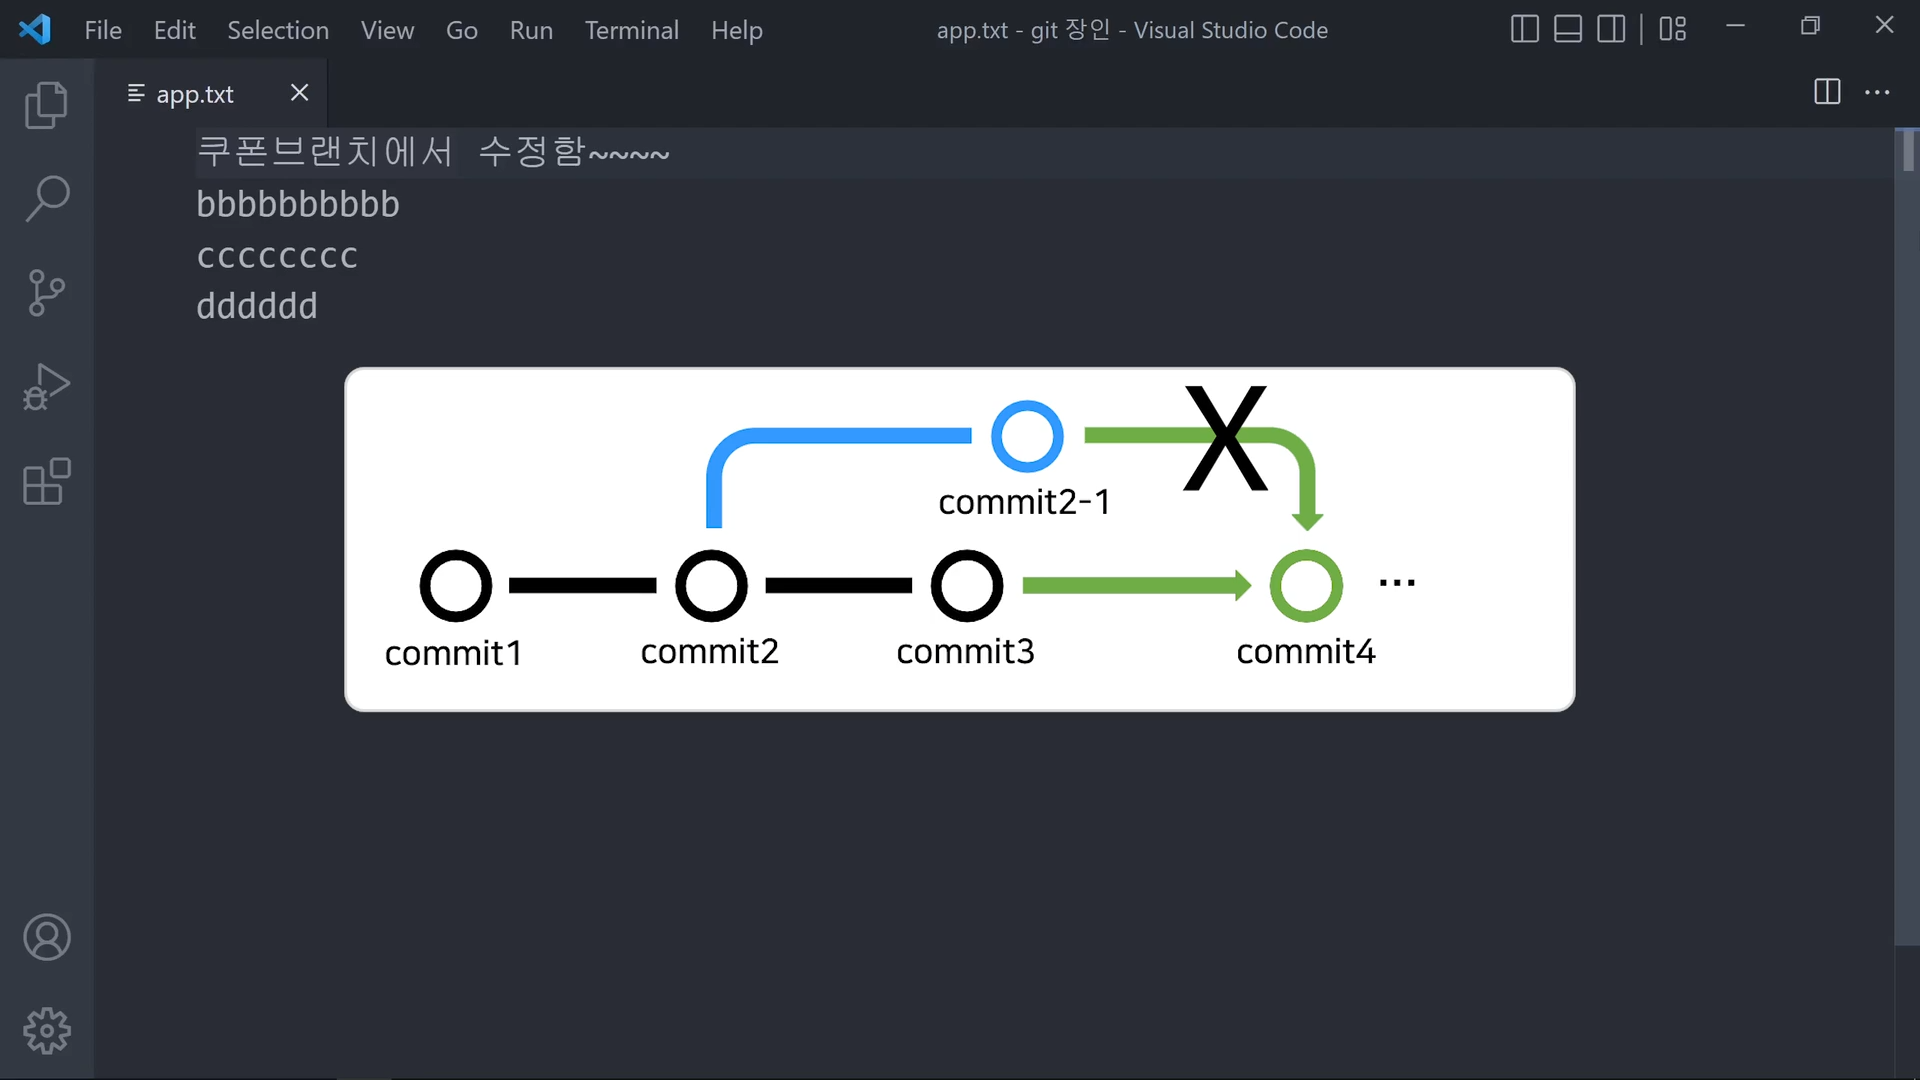 File Edit Selection View Go Run Terminal Help
app.txt - git 장인 - Visual Studio Code
app.txt
쿠폰브랜치에서 수정함~~~~
bbbbbbbbbb
cccccccc
dddddd
X
commit2-1
...
commit1 commit2 commit3 commit4